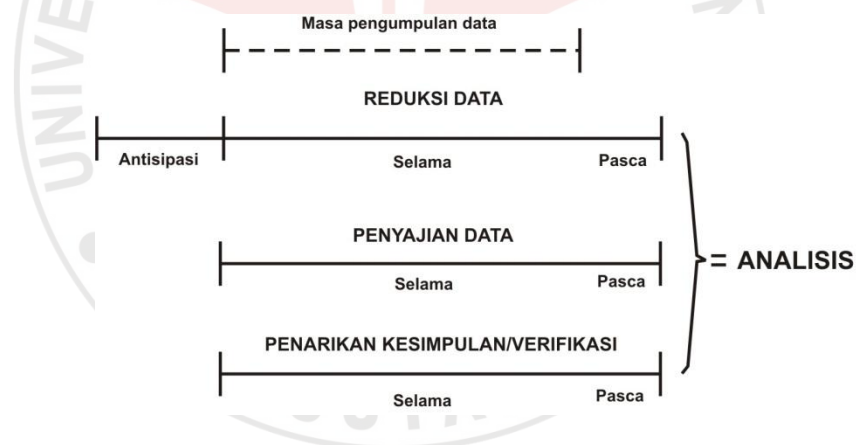 Masa pengumpulan data
REDUKSI DATA
Antisipasi Selama Pasca
PENYAJIAN DATA
Selama Pasca
= ANALISIS
PENARIKAN KESIMPULAN/VERIFIKASI
Selama Pasca